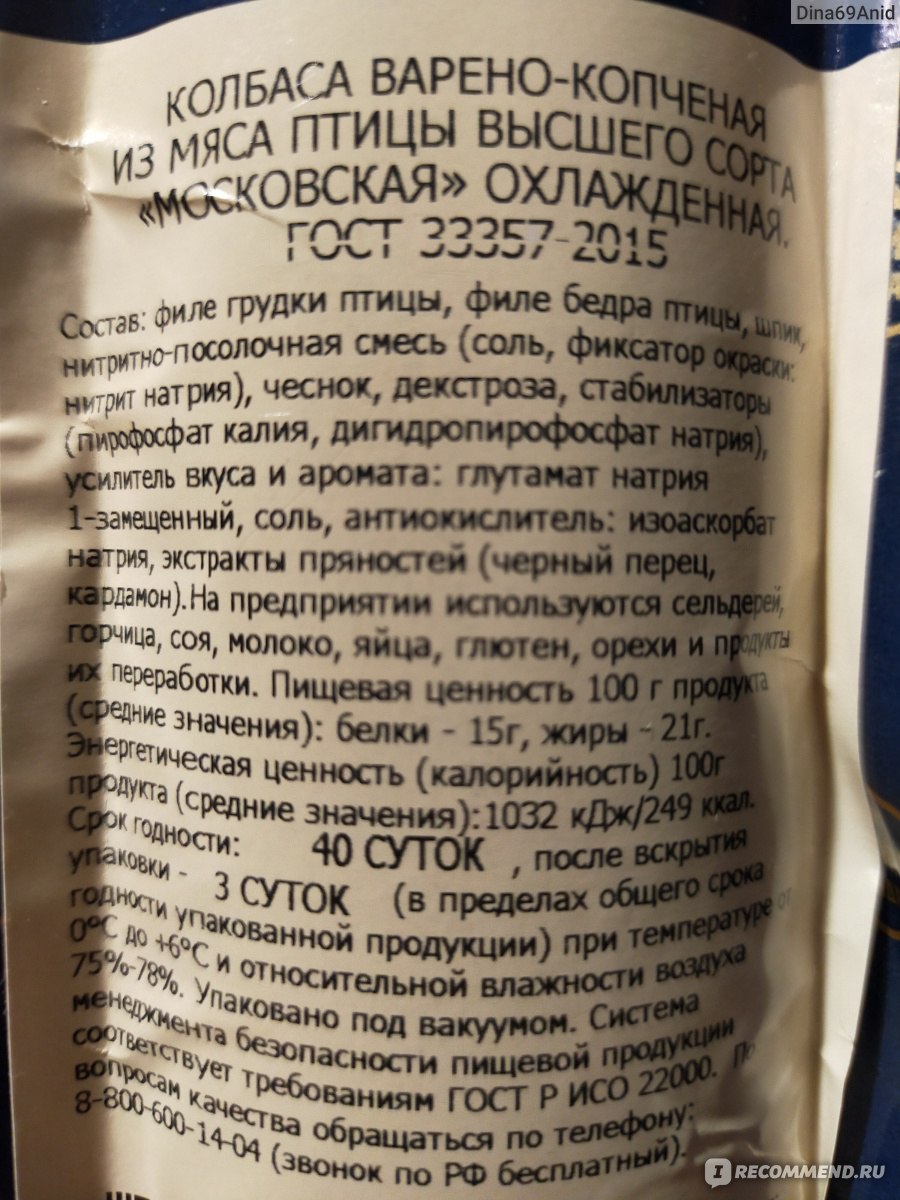 Dina69Anid
КОЛБАСА ВАРЕНО-КОПЧЕНАЯ
ИЗ МЯСА ПТИЦЫ ВЫСШЕГО СОРТА
«МОСКОВСКАЯ» ОХЛАЖДЕННАЯ.
ГОСТ 33357-2015
Состав: филе грудки птицы, филе бедра птицы, шпик,
нитритно-посолочная смесь (соль, фиксатор окраски:
нитрит натрия), чеснок, декстроза, стабилизаторы
(пирофосфат калия, дигидропирофосфат натрия),
усилитель вкуса и аромата: глутамат натрия
1-замещенный, соль, антиокислитель: изоаскорбат
натрия, экстракты пряностей (черный перец,
кардамон).На предприятии используются сельдерей,
горчица, соя, молоко, яйца, глютен, орехи и продукты
их переработки. Пищевая ценность 100 г продукта
(средние значения): белки - 15г, жиры - 21г.
Энергетическая ценность (калорийность) 100г
продукта (средние значения):1032 кДж/249 ккал.
Срок годности: 40 СУТОК , после вскрытия
упаковки - 3 СУТОК (в пределах общего срока
годности упакованной продукции) при температуре от
0°С до +6°С и относительной влажности воздуха
75%-78%. Упаковано под вакуумом. Система
менеджмента безопасности пищевой продукции
соответствует требованиям ГОСТ Р ИСО 22000. По
вопросам качества обращаться по телефону:
8-800-600-14-04 (звонок по РФ бесплатный).
I RECOMMEND.RU